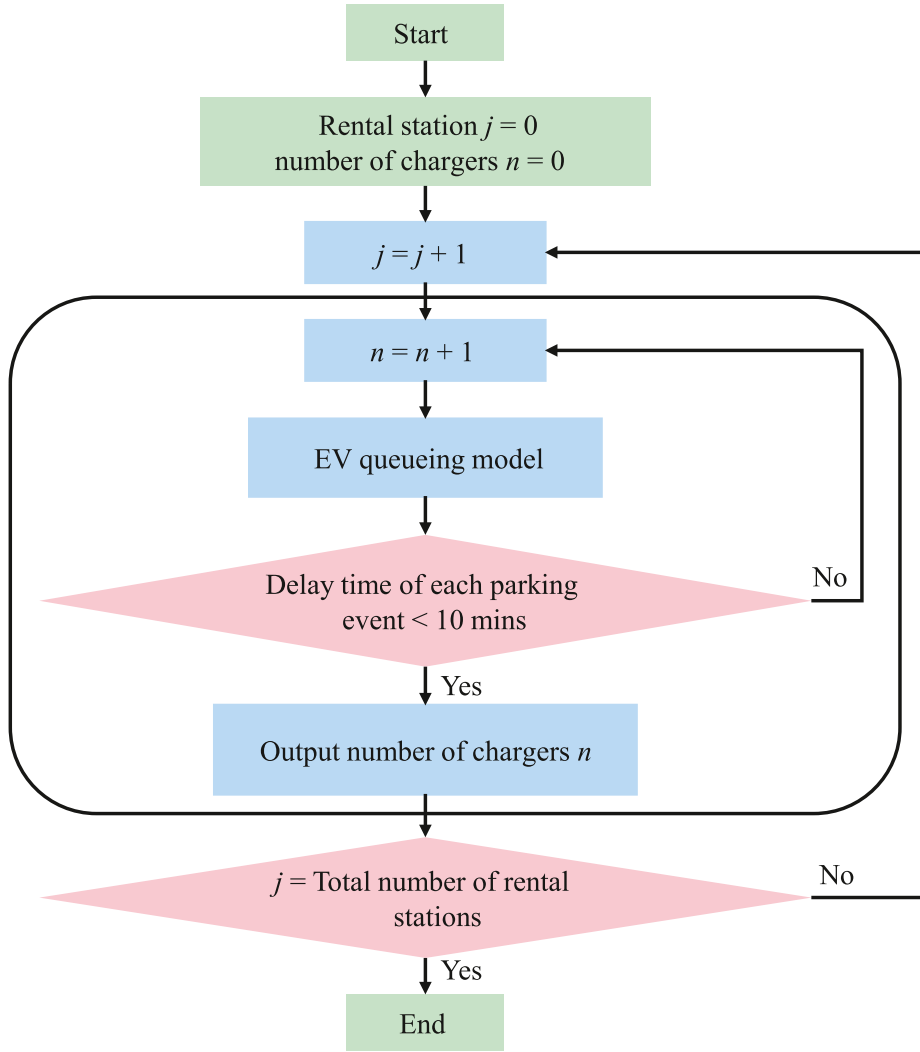 Start
Rental station j = 0
number of chargers n = 0
j = j + 1
n = n + 1
EV queueing model
Delay time of each parking
event < 10 mins
No
Yes
Output number of chargers n
j = Total number of rental
stations
No
Yes
End